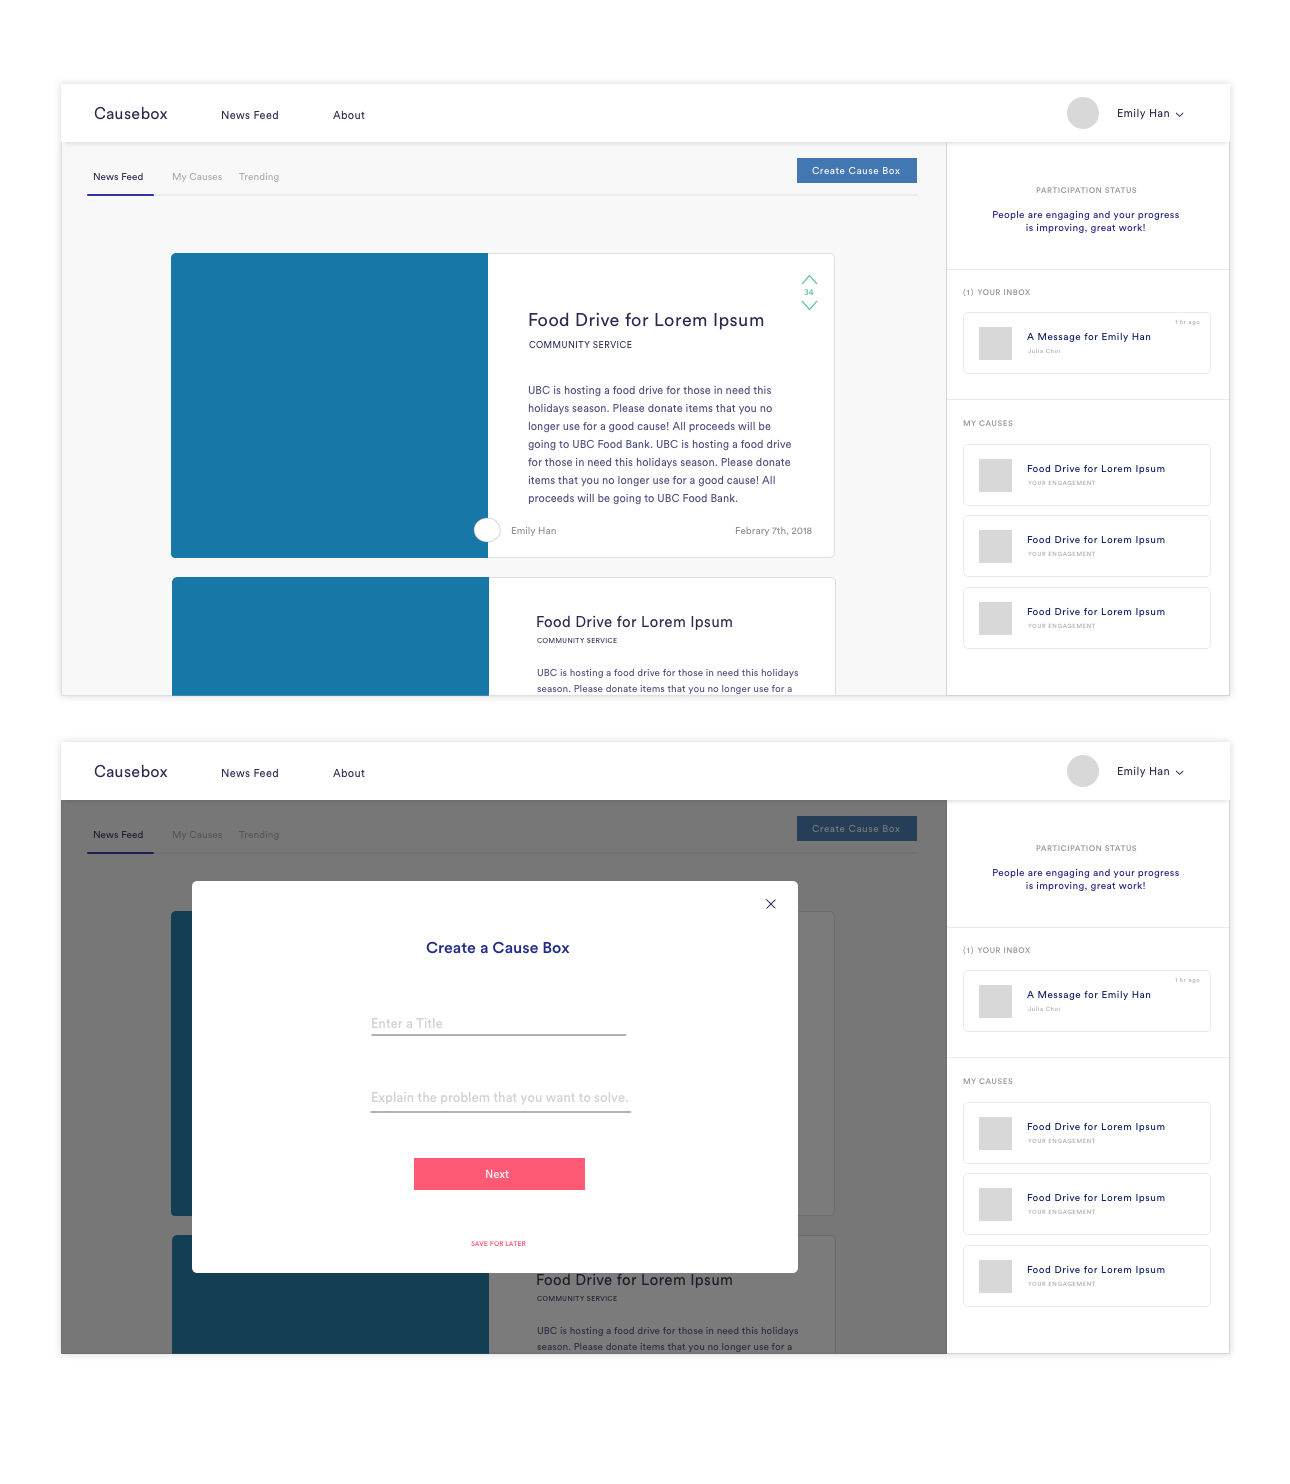 Causebox
News Feed
About
Emily Han
News Feed
My Causes
Trending
Create Cause Box
34
Food Drive for Lorem Ipsum
COMMUNITY SERVICE
UBC is hosting a food drive for those in need this
holidays season. Please donate items that you no
longer use for a good cause! All proceeds will be
going to UBC Food Bank. UBC is hosting a food drive
for those in need this holidays season. Please donate
items that you no longer use for a good cause! All
proceeds will be going to UBC Food Bank.
Emily Han
Febrary 7th, 2018
Food Drive for Lorem Ipsum
COMMUNITY SERVICE
UBC is hosting a food drive for those in need this holidays
season. Please donate items that you no longer use for a
PARTICIPATION STATUS
People are engaging and your progress
is improving, great work!
(1) YOUR INBOX
1 hr ago
A Message for Emily Han
Julia Choi
MY CAUSES
Food Drive for Lorem Ipsum
YOUR ENGAGEMENT
Food Drive for Lorem Ipsum
YOUR ENGAGEMENT
Food Drive for Lorem Ipsum
YOUR ENGAGEMENT
Causebox
News Feed
About
Emily Han
News Feed
My Causes
Trending
Create Cause Box
Create a Cause Box
Enter a Title
Explain the problem that you want to solve.
Next
SAVE FOR LATER
Food Drive for Lorem Ipsum
COMMUNITY SERVICE
UBC is hosting a food drive for those in need this holidays
season. Please donate items that you no longer use for a
PARTICIPATION STATUS
People are engaging and your progress
is improving, great work!
(1) YOUR INBOX
1 hr ago
A Message for Emily Han
Julia Choi
MY CAUSES
Food Drive for Lorem Ipsum
YOUR ENGAGEMENT
Food Drive for Lorem Ipsum
YOUR ENGAGEMENT
Food Drive for Lorem Ipsum
YOUR ENGAGEMENT